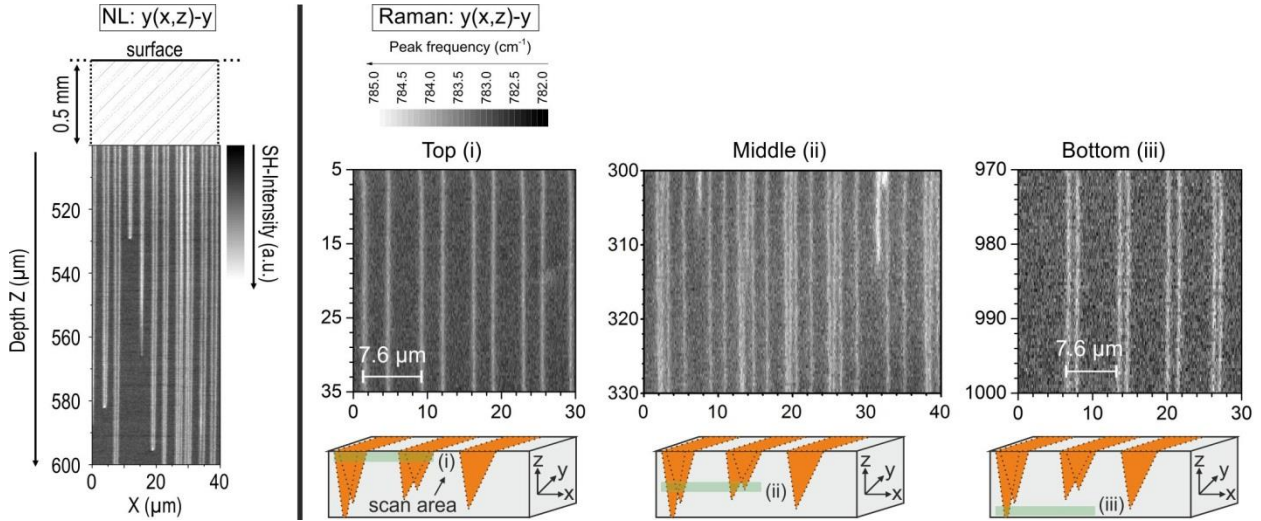 NL: y(x,z)-y
surface
0.5 mm
SH-Intensity (a.u.)
Depth Z (µm)
520
540
560
580
600
0
20
40
X (µm)
Raman: y(x,z)-y
Peak frequency (cm⁻¹)
785.0
784.5
784.0
783.5
783.0
782.5
782.0
Top (i)
5
15
25
35
7.6 µm
0
10
20
30
(i)
scan area
z
y
x
Middle (ii)
300
310
320
330
0
10
20
30
40
(ii)
z
y
x
Bottom (iii)
970
980
990
1000
7.6 µm
0
10
20
30
(iii)
z
y
x